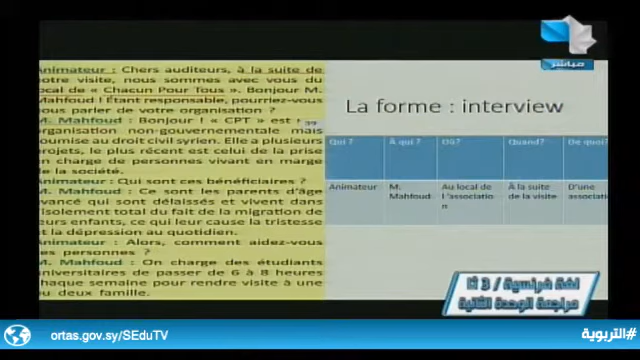 مباشر
Animateur : Chers auditeurs, à la suite de
votre visite, nous sommes avec vous du
local de « Chacun Pour Tous ». Bonjour M.
Mahfoud ! Étant responsable, pourriez-vous
nous parler de votre organisation ?
M. Mahfoud : Bonjour ! « CPT » est
organisation non-gouvernementale mais
soumise au droit civil syrien. Elle a plusieurs
projets, le plus récent est celui de la prise
en charge de personnes vivant en marge
de la société.
Animateur : Qui sont ces bénéficiaires ?
M. Mahfoud : Ce sont les parents d'âge
avancé qui sont délaissés et vivent dans
l'isolement total du fait de la migration de
leurs enfants, ce qui leur cause la tristesse
et la dépression au quotidien.
Animateur : Alors, comment aidez-vous
ces personnes ?
M. Mahfoud : On charge des étudiants
universitaires de passer de 6 à 8 heures
chaque semaine pour rendre visite à une
ou deux famille.
La forme : interview
Qui ? À qui ? Où? Quand? De quoi?
Animateur M. Mahfoud Au local de l'association À la suite de la visite D'une associati
لغة فرنسية / 3 ثا
مراجعة الوحدة الثانية
ortas.gov.sy/SEduTV
#التربوية